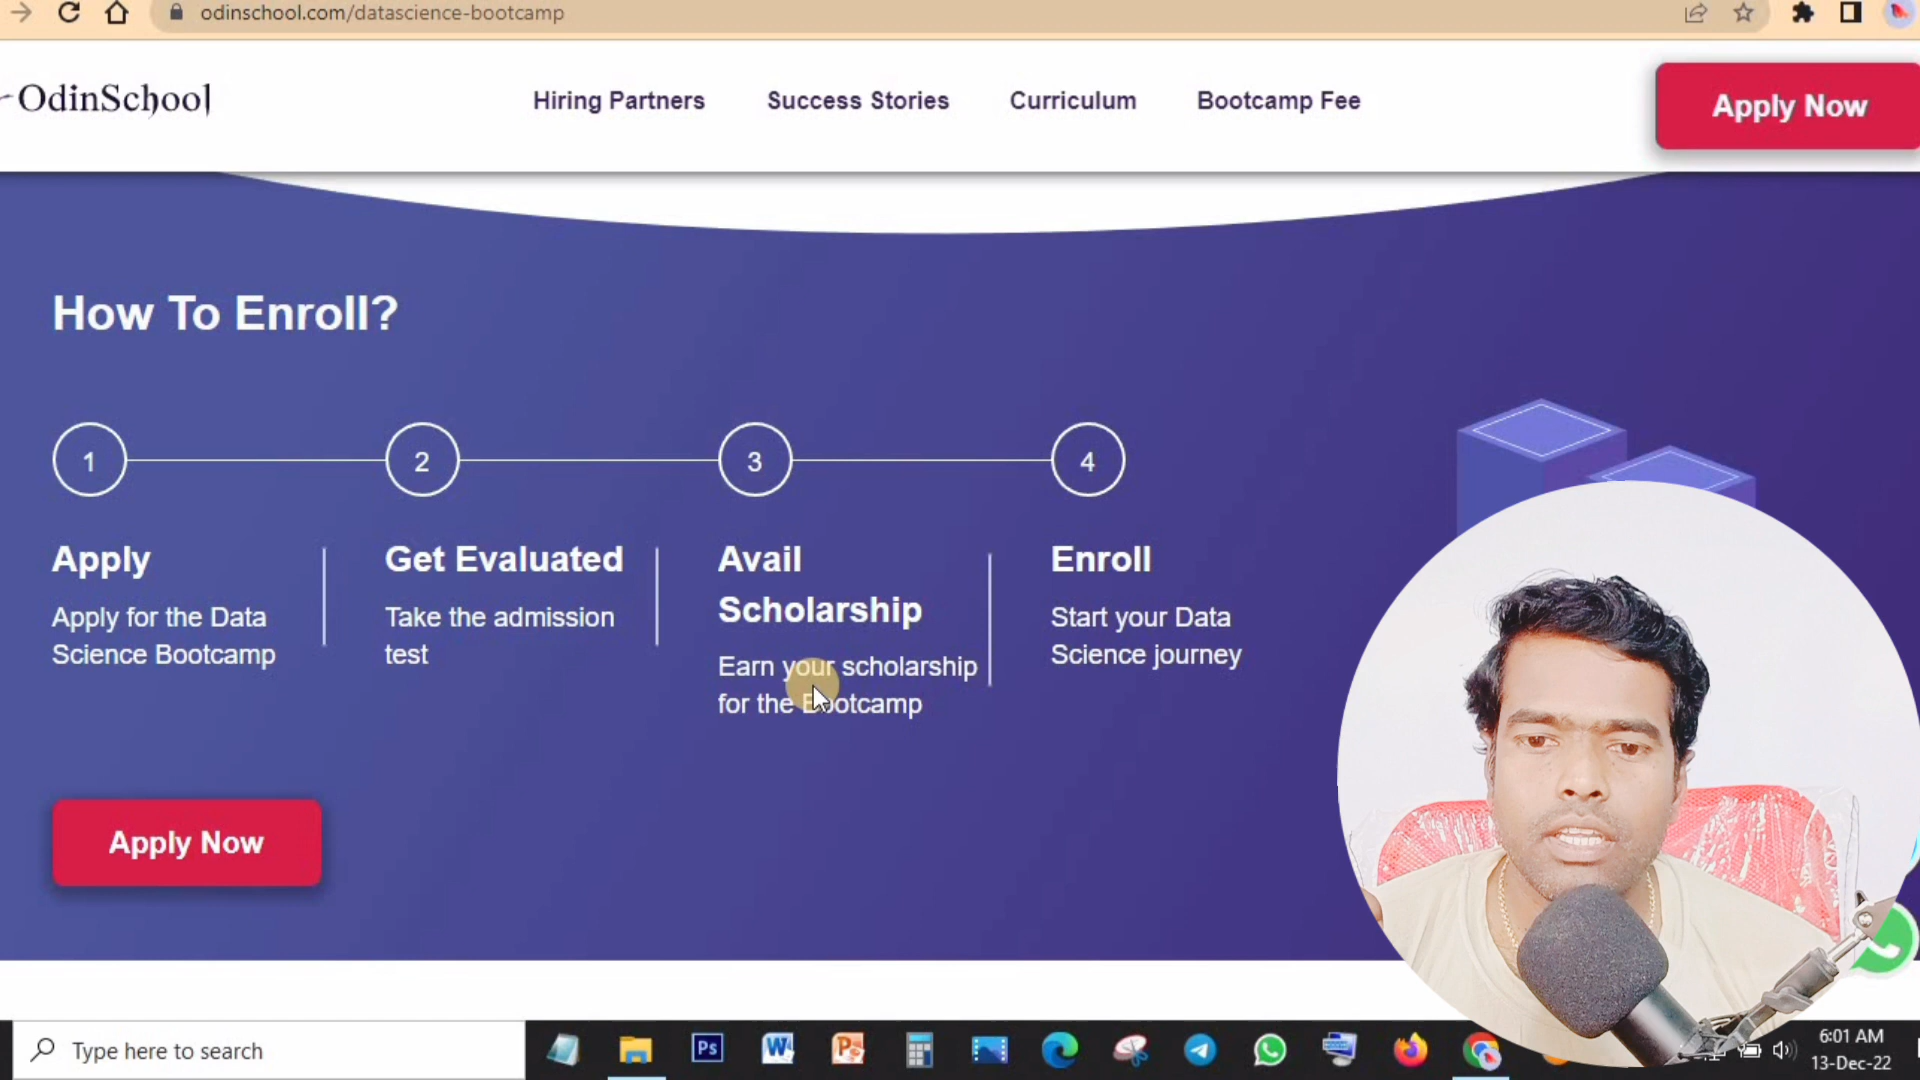 odinschool.com/datascience-bootcamp
OdinSchool
Hiring Partners
Success Stories
Curriculum
Bootcamp Fee
Apply Now
How To Enroll?
1
2
3
4
Apply
Apply for the Data
Science Bootcamp
Get Evaluated
Take the admission
test
Avail
Scholarship
Earn your scholarship
for the Bootcamp
Enroll
Start your Data
Science journey
Apply Now
Type here to search
Ps
W
P
6:01 AM
13-Dec-22